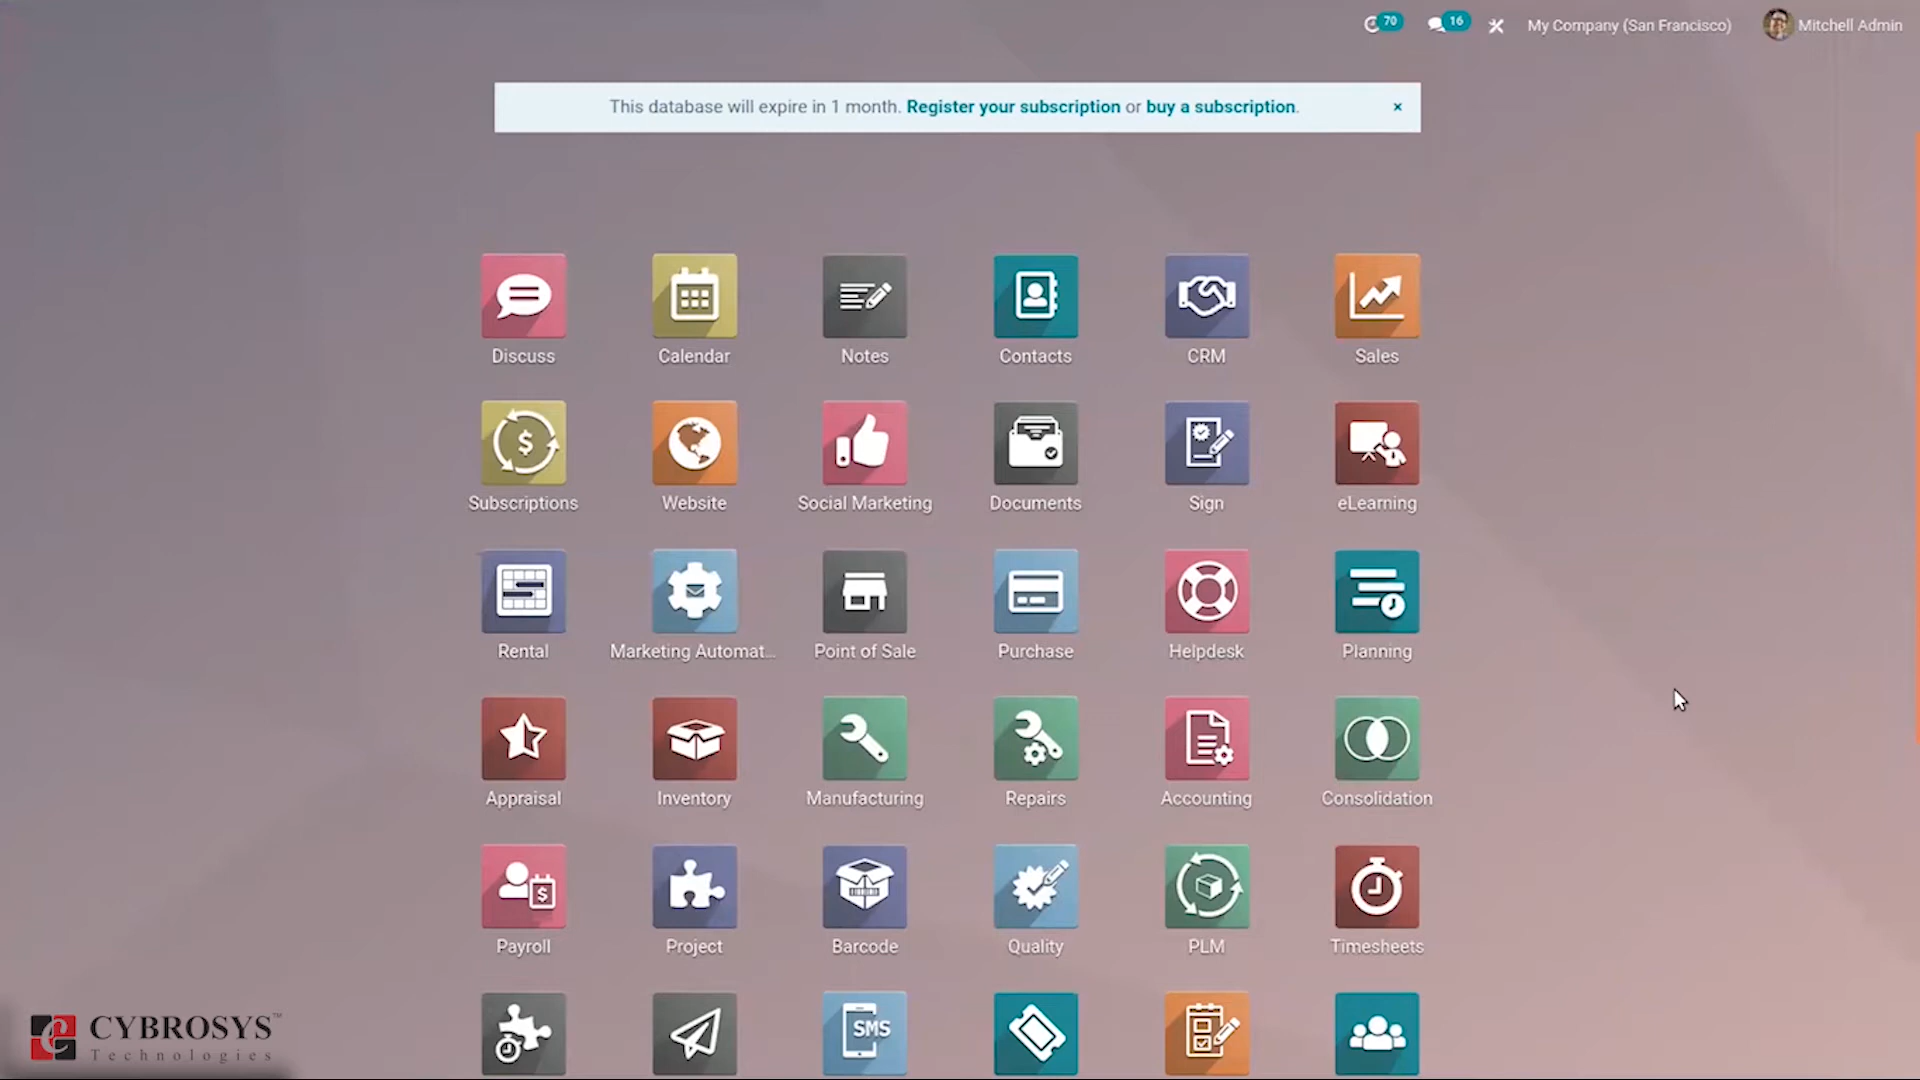 70 16 My Company (San Francisco) Mitchell Admin
This database will expire in 1 month. Register your subscription or buy a subscription. ×
Discuss Calendar Notes Contacts CRM Sales
Subscriptions Website Social Marketing Documents Sign eLearning
Rental Marketing Automat... Point of Sale Purchase Helpdesk Planning
Appraisal Inventory Manufacturing Repairs Accounting Consolidation
Payroll Project Barcode Quality PLM Timesheets
SMS
CYBROSYS™
Technologies